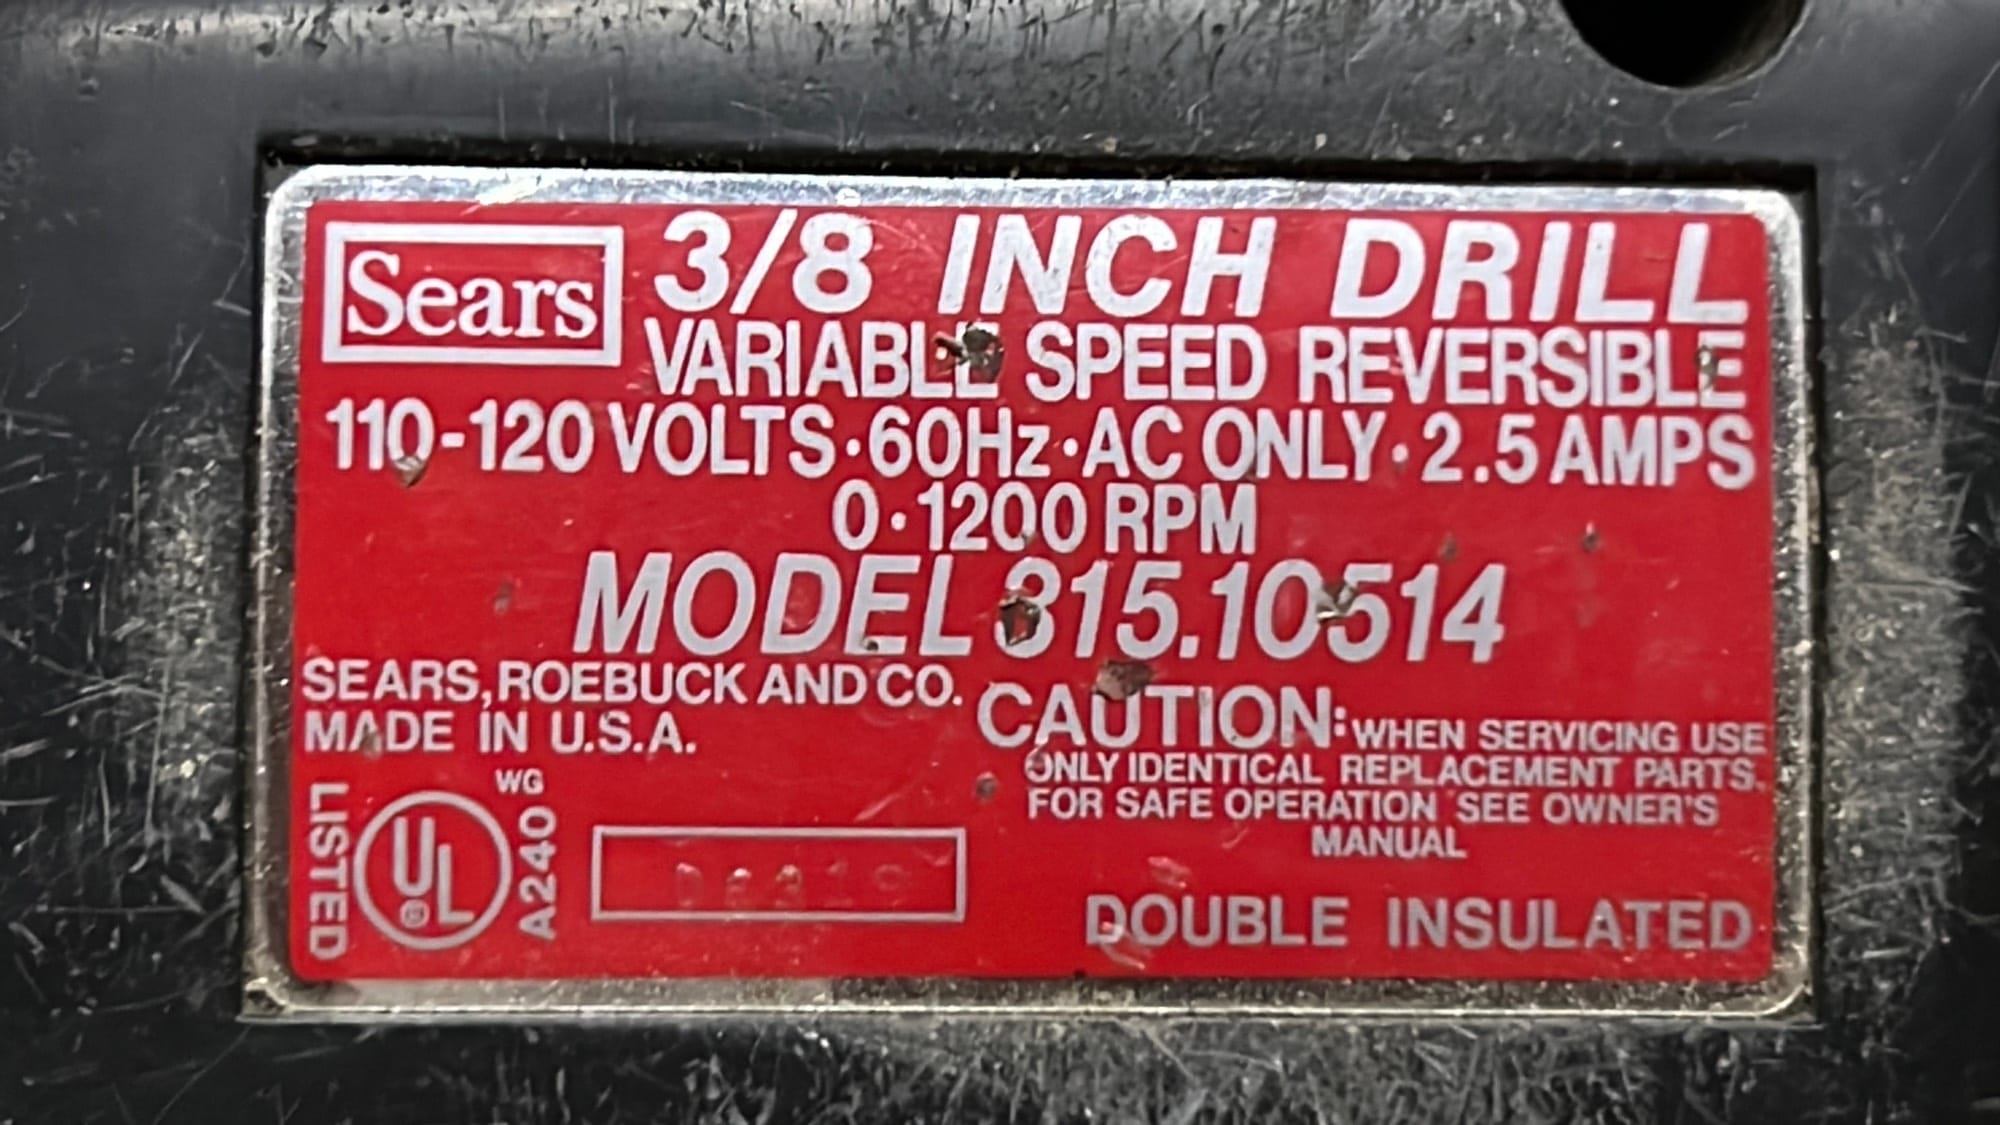 Sears
3/8 INCH DRILL
VARIABLE SPEED REVERSIBLE
110-120 VOLTS·60Hz·AC ONLY·2.5 AMPS
0·1200 RPM
MODEL 315.10514
SEARS, ROEBUCK AND CO.
MADE IN U.S.A.
CAUTION: WHEN SERVICING USE
ONLY IDENTICAL REPLACEMENT PARTS.
FOR SAFE OPERATION SEE OWNER'S
MANUAL
LISTED
UL
®
WG
A240
DOUBLE INSULATED